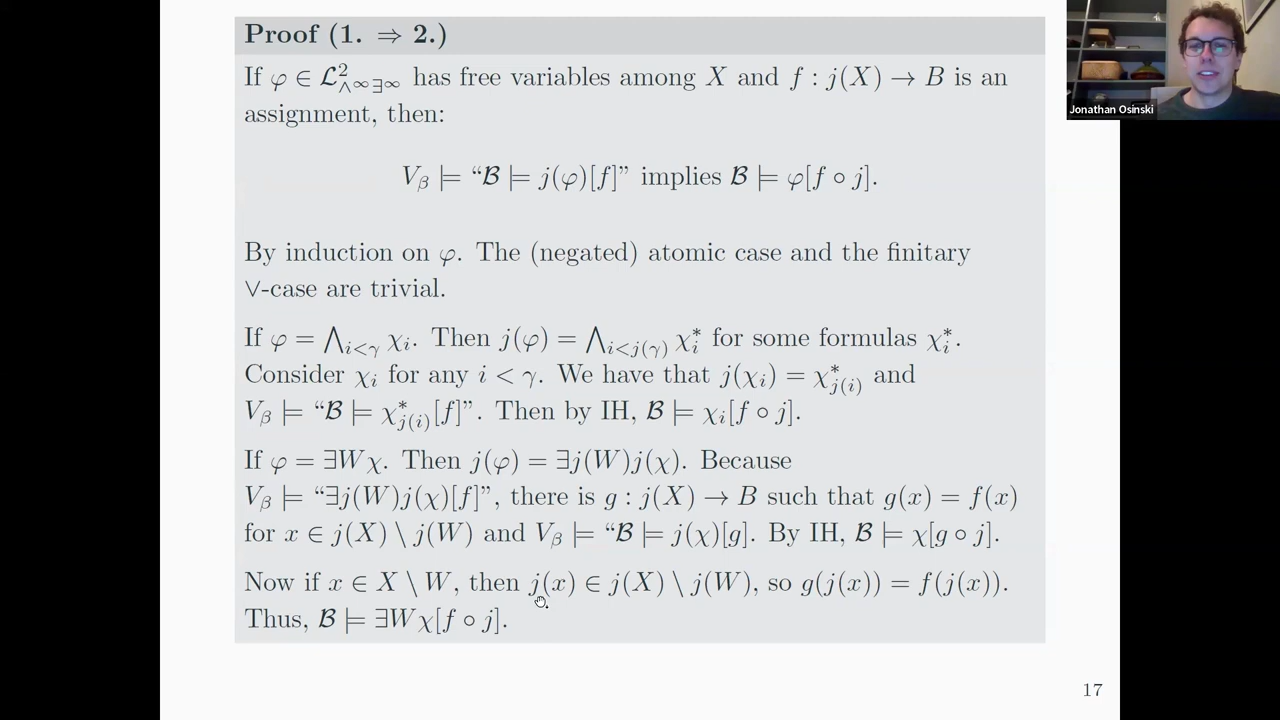 Proof (1. ⇒ 2.)
If φ ∈ ℒ²_{∧^∞∃^∞} has free variables among X and f : j(X) → B is an
assignment, then:
V_β ⊨ “ℬ ⊨ j(φ)[f]” implies ℬ ⊨ φ[f ∘ j].
By induction on φ. The (negated) atomic case and the finitary
∨-case are trivial.
If φ = ⋀_{i<γ} χ_i. Then j(φ) = ⋀_{i<j(γ)} χ*_i for some formulas χ*_i.
Consider χ_i for any i < γ. We have that j(χ_i) = χ*_{j(i)} and
V_β ⊨ “ℬ ⊨ χ*_{j(i)}[f]”. Then by IH, ℬ ⊨ χ_i[f ∘ j].
If φ = ∃Wχ. Then j(φ) = ∃j(W)j(χ). Because
V_β ⊨ “∃j(W)j(χ)[f]”, there is g : j(X) → B such that g(x) = f(x)
for x ∈ j(X) \ j(W) and V_β ⊨ “ℬ ⊨ j(χ)[g]. By IH, ℬ ⊨ χ[g ∘ j].
Now if x ∈ X \ W, then j(x) ∈ j(X) \ j(W), so g(j(x)) = f(j(x)).
Thus, ℬ ⊨ ∃Wχ[f ∘ j].
17
Jonathan Osinski